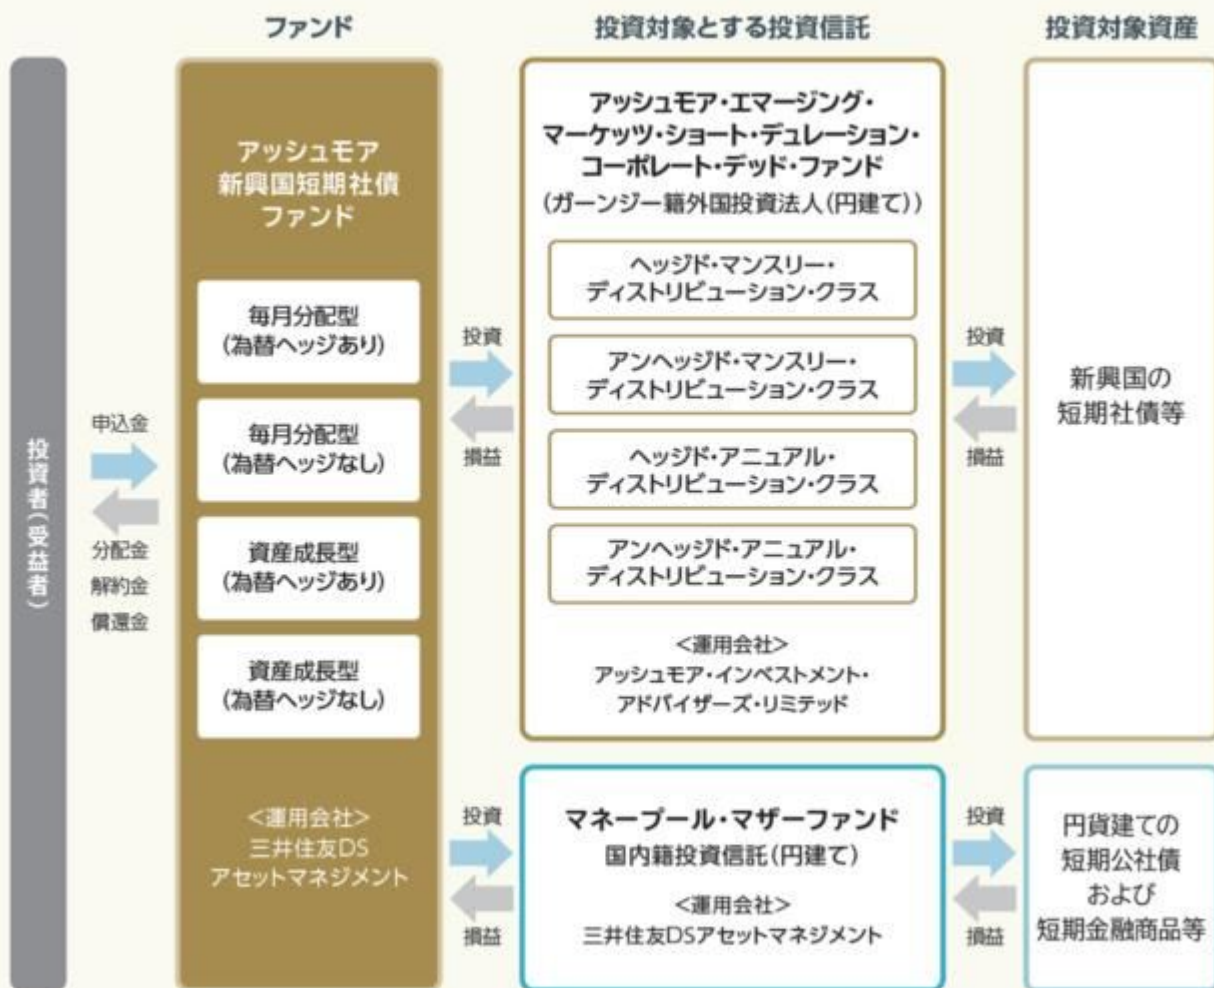 ファンド
投資対象とする投資信託
投資対象資産
投資者(受益者)
申込金
分配金
解約金
償還金
アッシュモア
新興国短期社債
ファンド
毎月分配型
(為替ヘッジあり)
毎月分配型
(為替ヘッジなし)
資産成長型
(為替ヘッジあり)
資産成長型
(為替ヘッジなし)
<運用会社>
三井住友DS
アセットマネジメント
投資
損益
投資
損益
アッシュモア・エマージング・
マーケッツ・ショート・デュレーション・
コーポレート・デッド・ファンド
(ガーンジー籍外国投資法人(円建て))
ヘッジド・マンスリー・
ディストリビューション・クラス
アンヘッジド・マンスリー・
ディストリビューション・クラス
ヘッジド・アニュアル・
ディストリビューション・クラス
アンヘッジド・アニュアル・
ディストリビューション・クラス
<運用会社>
アッシュモア・インベストメント・
アドバイザーズ・リミテッド
マネープール・マザーファンド
国内籍投資信託(円建て)
<運用会社>
三井住友DSアセットマネジメント
投資
損益
投資
損益
新興国の
短期社債等
円貨建ての
短期公社債
および
短期金融商品等